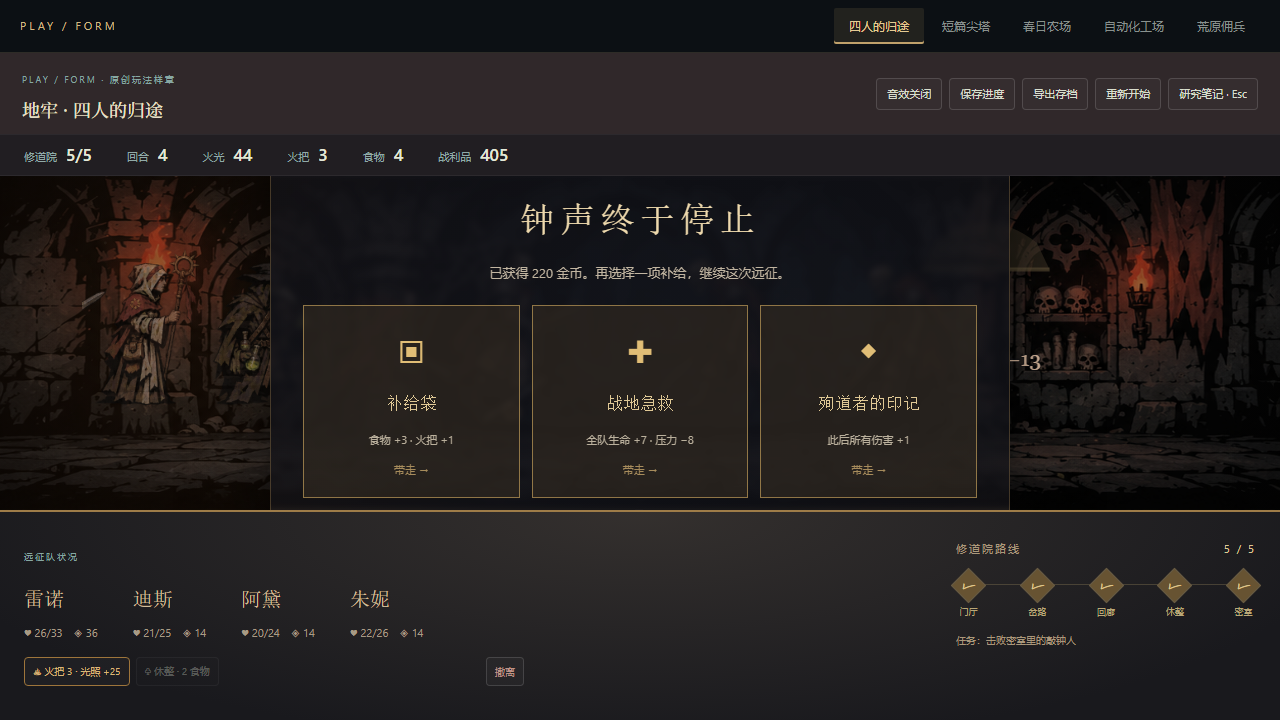 PLAY / FORM
四人的归途
短篇尖塔
春日农场
自动化工场
荒原佣兵
PLAY / FORM · 原创玩法样章
地牢 · 四人的归途
音效关闭
保存进度
导出存档
重新开始
研究笔记 · Esc
修道院 5/5
回合 4
火光 44
火把 3
食物 4
战利品 405
钟声终于停止
已获得 220 金币。再选择一项补给，继续这次远征。
补给袋
食物 +3 · 火把 +1
带走 →
战地急救
全队生命 +7 · 压力 −8
带走 →
殉道者的印记
此后所有伤害 +1
带走 →
−13
远征队状况
雷诺
♥ 26/33 ◈ 36
迪斯
♥ 21/25 ◈ 14
阿黛
♥ 20/24 ◈ 14
朱妮
♥ 22/26 ◈ 14
火把 3 · 光照 +25
休整 · 2 食物
撤离
修道院路线
5 / 5
门厅
岔路
回廊
休整
密室
任务：击败密室里的敲钟人